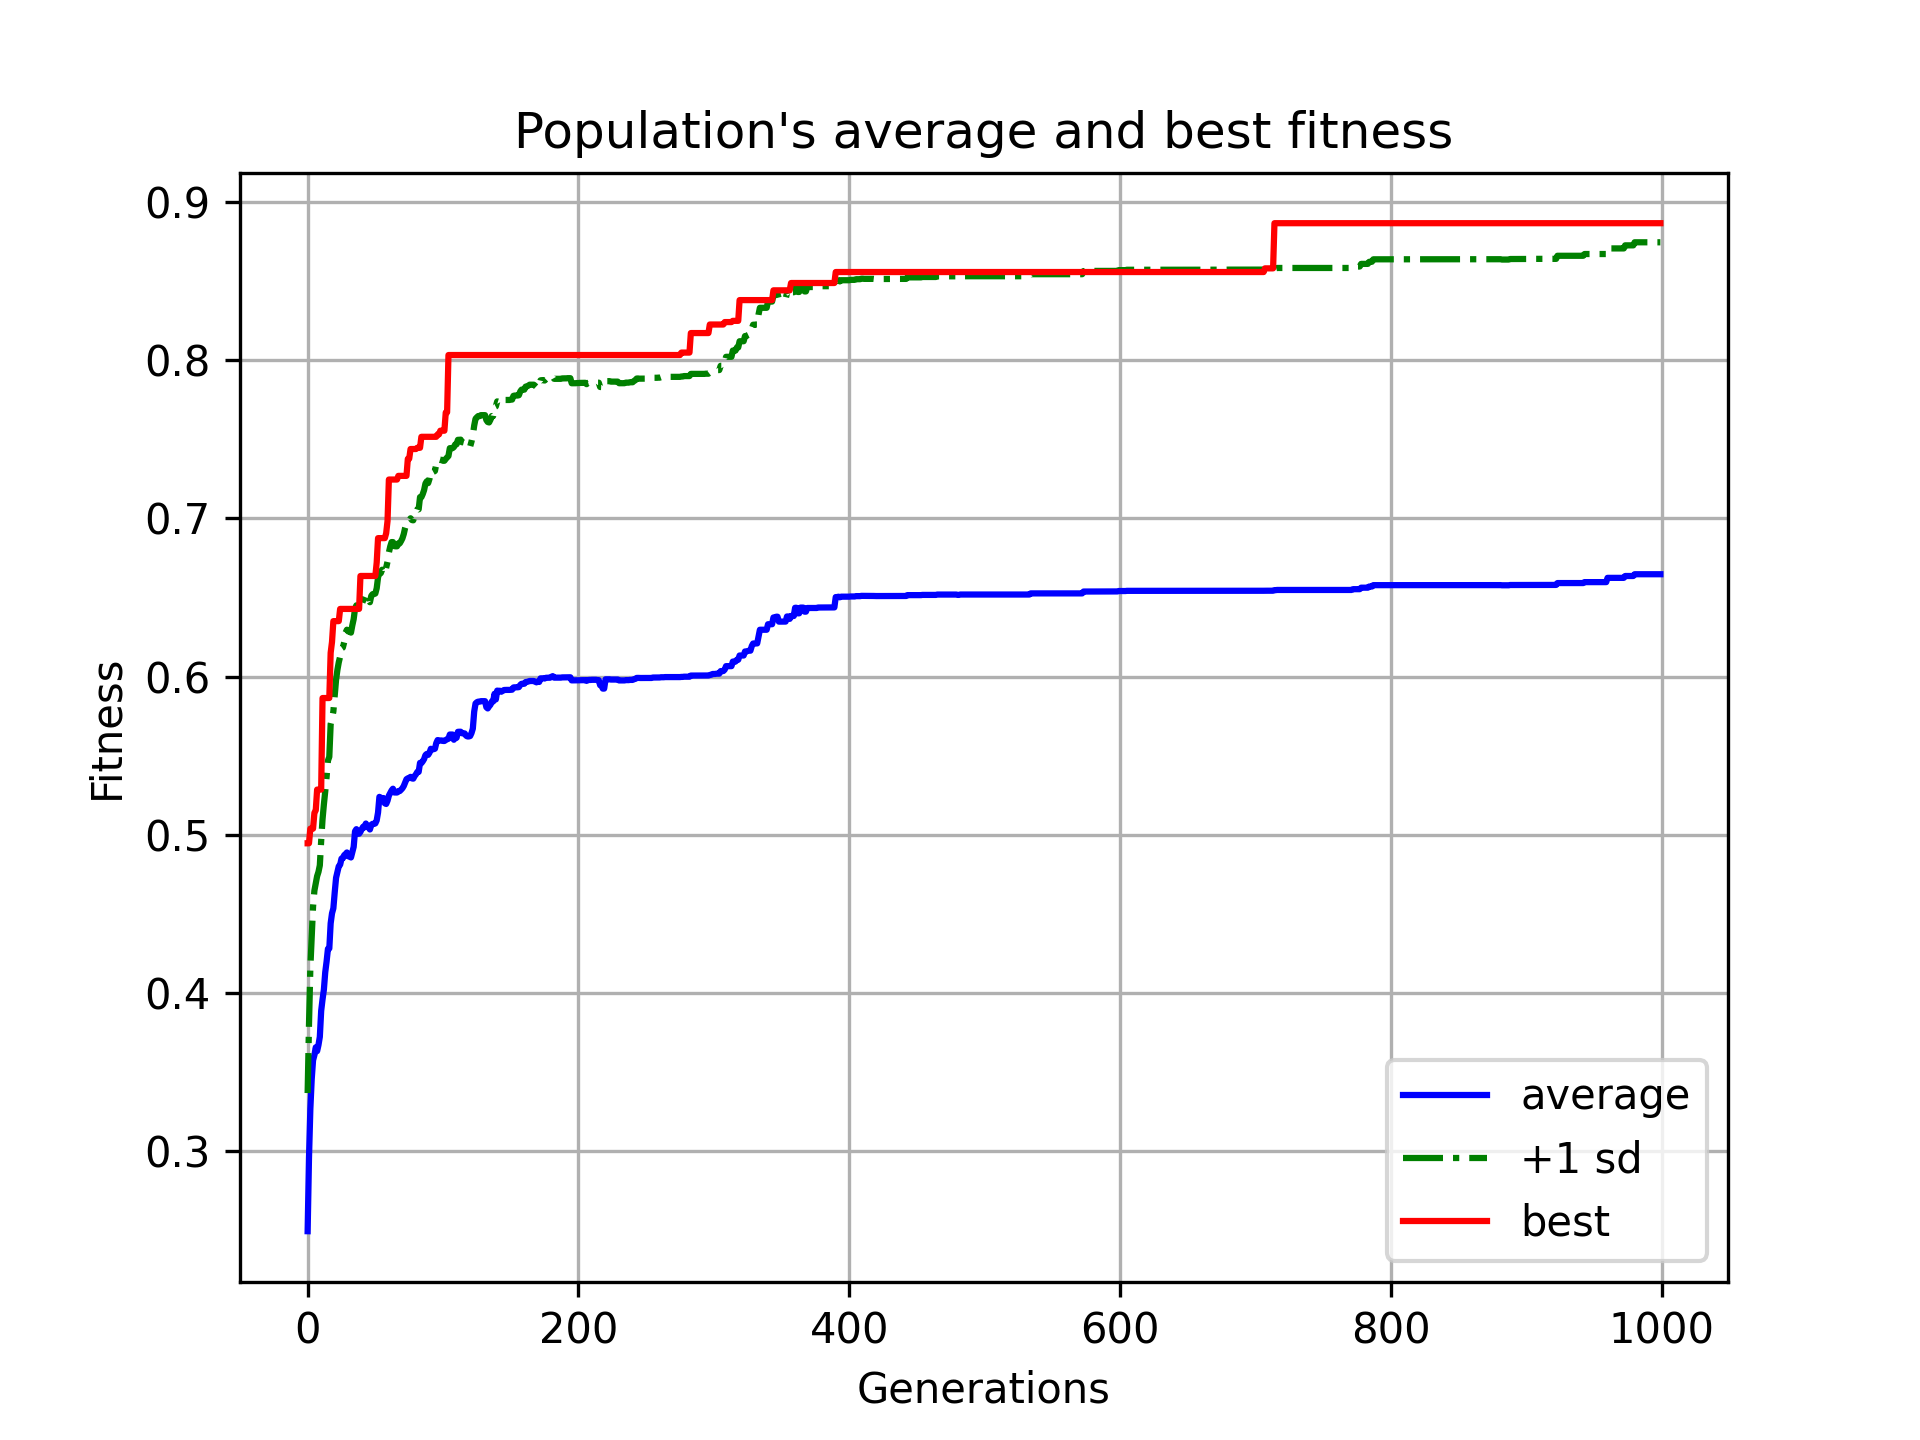 Population's average and best fitness
0.9
0.8
0.7
0.6
0.5
0.4
0.3
Fitness
average
+1 sd
best
0 200 400 600 800 1000
Generations